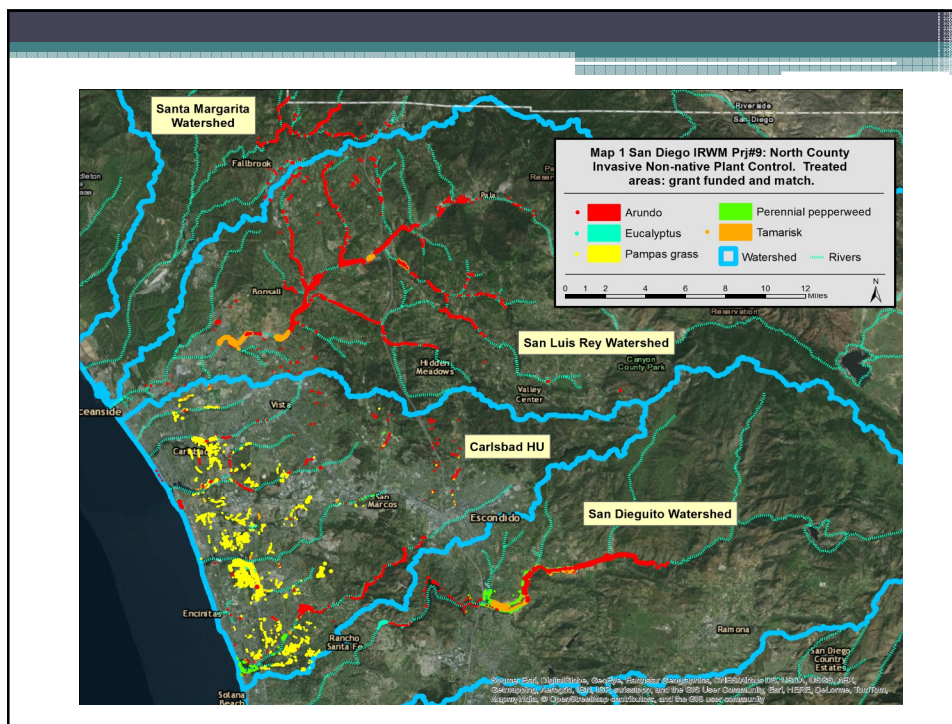 Santa Margarita
Watershed
Riverside
San Diego
Fallbrook
Map 1 San Diego IRWM Prj#9: North County
Invasive Non-native Plant Control. Treated
areas: grant funded and match.
Arundo
Perennial pepperweed
Eucalyptus
Tamarisk
Pampas grass
Watershed
Rivers
N
0 1 2 4 6 8 10 12
Miles
Pala
Bonsall
Reservation
San Luis Rey Watershed
Canyon
County Park
Hidden
Meadows
Valley
Center
ceanside
Vista
Carlsbad HU
San
Marcos
Escondido
San Dieguito Watershed
Encinitas
Rancho
Santa Fe
Ramona
San Diego
Country
Estates
Solana
Beach